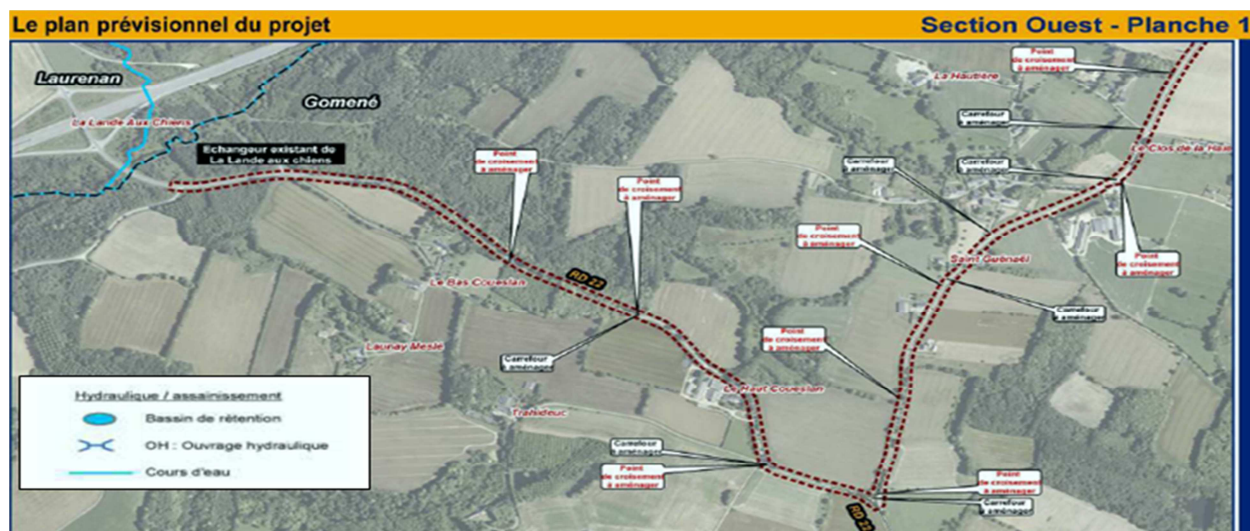 Le plan prévisionnel du projet
Section Ouest - Planche 1
Laurenan
Gomené
La Lande Aux Chiens
Echangeur existant de
La Lande aux chiens
Point
de croisement
à aménager
Point
de croisement
à aménager
RD 22
Le Bas Coueslan
Launay Meslé
Carrefour
à aménager
Le Haut Coueslan
Trahideuc
Carrefour
à aménager
Point
de croisement
à aménager
Point
de croisement
à aménager
Carrefour
à aménager
RD 22
Point
de croisement
à aménager
Point
de croisement
à aménager
Carrefour
à aménager
Saint Guénaël
Carrefour
à aménager
Carrefour
à aménager
Point
de croisement
à aménager
Le Clos de la Haie
Carrefour
à aménager
La Haubière
Point
de croisement
à aménager
Hydraulique / assainissement
Bassin de rétention
OH : Ouvrage hydraulique
Cours d'eau